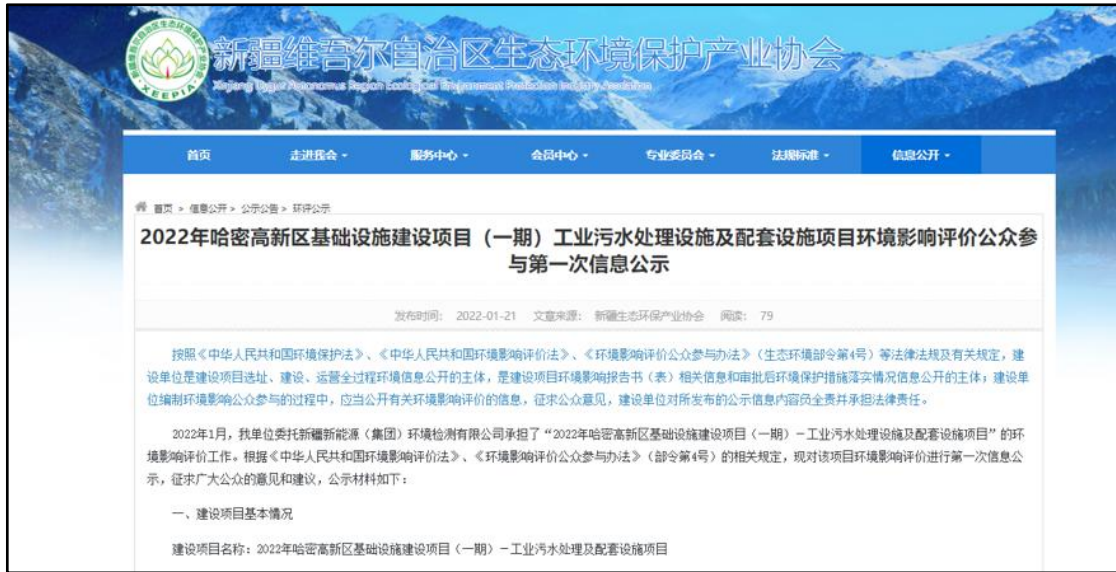 新疆维吾尔自治区生态环境保护产业协会
XEEPIA
首页 走进我会 服务中心 会员中心 专业委员会 法规标准 信息公开
首页 > 信息公开 > 公示公告 > 环评公示
2022年哈密高新区基础设施建设项目（一期）工业污水处理设施及配套设施项目环境影响评价公众参
与第一次信息公示
发布时间： 2022-01-21 文章来源： 新疆生态环保产业协会 阅读： 79
按照《中华人民共和国环境保护法》、《中华人民共和国环境影响评价法》、《环境影响评价公众参与办法》（生态环境部令第4号）等法律法规及有关规定，建
设单位是建设项目选址、建设、运营全过程环境信息公开的主体，是建设项目环境影响报告书（表）相关信息和审批后环境保护措施落实情况信息公开的主体；建设单
位编制环境影响公众参与的过程中，应当公开有关环境影响评价的信息，征求公众意见，建设单位对所发布的公示信息内容负全责并承担法律责任。
2022年1月，我单位委托新疆新能源（集团）环境检测有限公司承担了“2022年哈密高新区基础设施建设项目（一期）－工业污水处理设施及配套设施项目”的环
境影响评价工作。根据《中华人民共和国环境影响评价法》、《环境影响评价公众参与办法》（部令第4号）的相关规定，现对该项目环境影响评价进行第一次信息公
示，征求广大公众的意见和建议，公示材料如下：
一、建设项目基本情况
建设项目名称：2022年哈密高新区基础设施建设项目（一期）－工业污水处理及配套设施项目